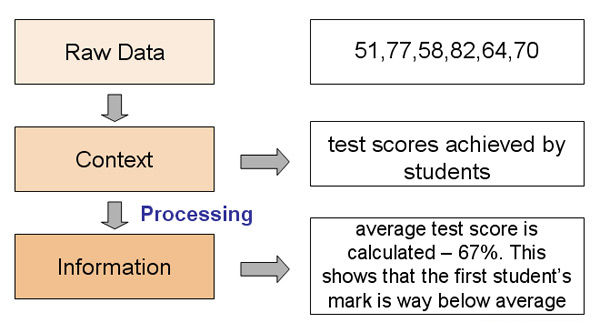 Raw Data
51,77,58,82,64,70
Context
test scores achieved by
students
Processing
Information
average test score is
calculated – 67%. This
shows that the first student's
mark is way below average